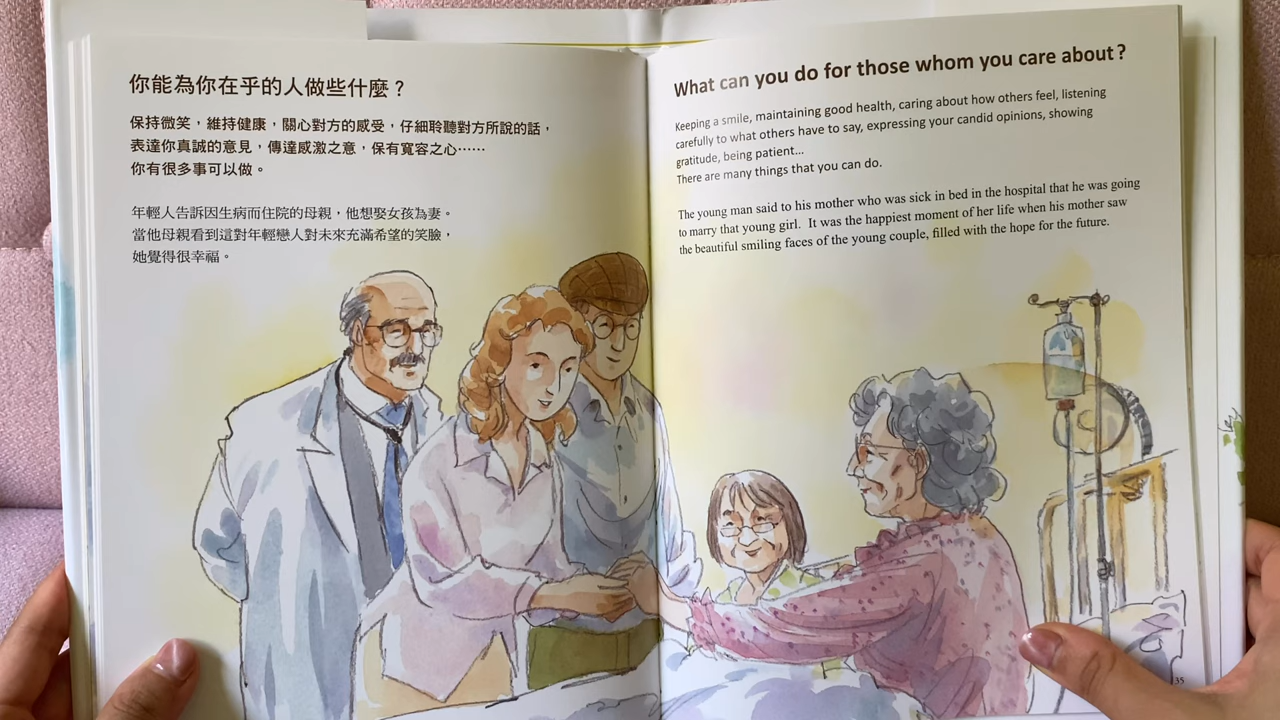 你能為你在乎的人做些什麼？
保持微笑，維持健康，關心對方的感受，仔細聆聽對方所說的話，
表達你真誠的意見，傳達感激之意，保有寬容之心……
你有很多事可以做。
年輕人告訴因生病而住院的母親，他想娶女孩為妻。
當他母親看到這對年輕戀人對未來充滿希望的笑臉，
她覺得很幸福。
What can you do for those whom you care about?
Keeping a smile, maintaining good health, caring about how others feel, listening
carefully to what others have to say, expressing your candid opinions, showing
gratitude, being patient...
There are many things that you can do.
The young man said to his mother who was sick in bed in the hospital that he was going
to marry that young girl. It was the happiest moment of her life when his mother saw
the beautiful smiling faces of the young couple, filled with the hope for the future.
35